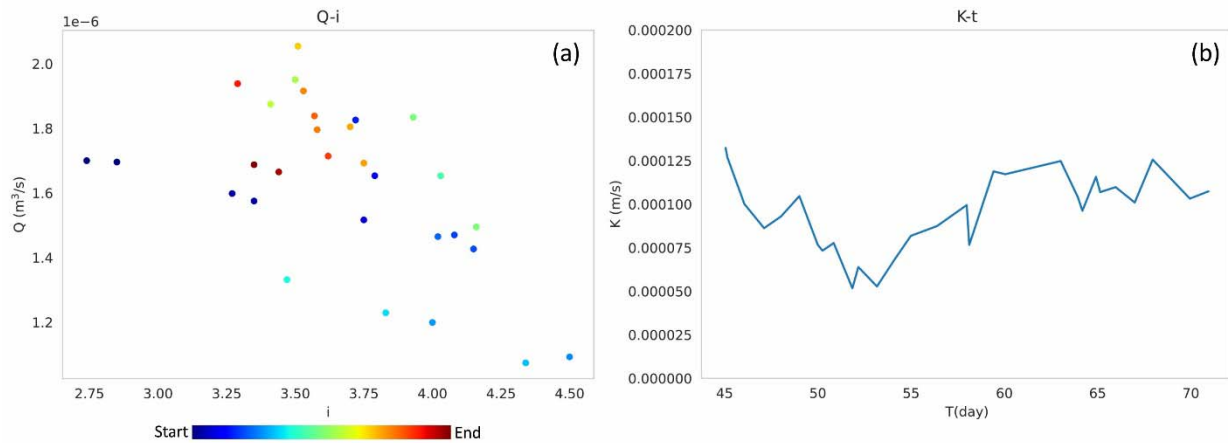 Q-i
1e−6
(a)
2.0
1.8
1.6
1.4
1.2
Q (m³/s)
2.75 3.00 3.25 3.50 3.75 4.00 4.25 4.50
i
Start End
K-t
(b)
0.000200
0.000175
0.000150
0.000125
0.000100
0.000075
0.000050
0.000025
0.000000
K (m/s)
45 50 55 60 65 70
T(day)